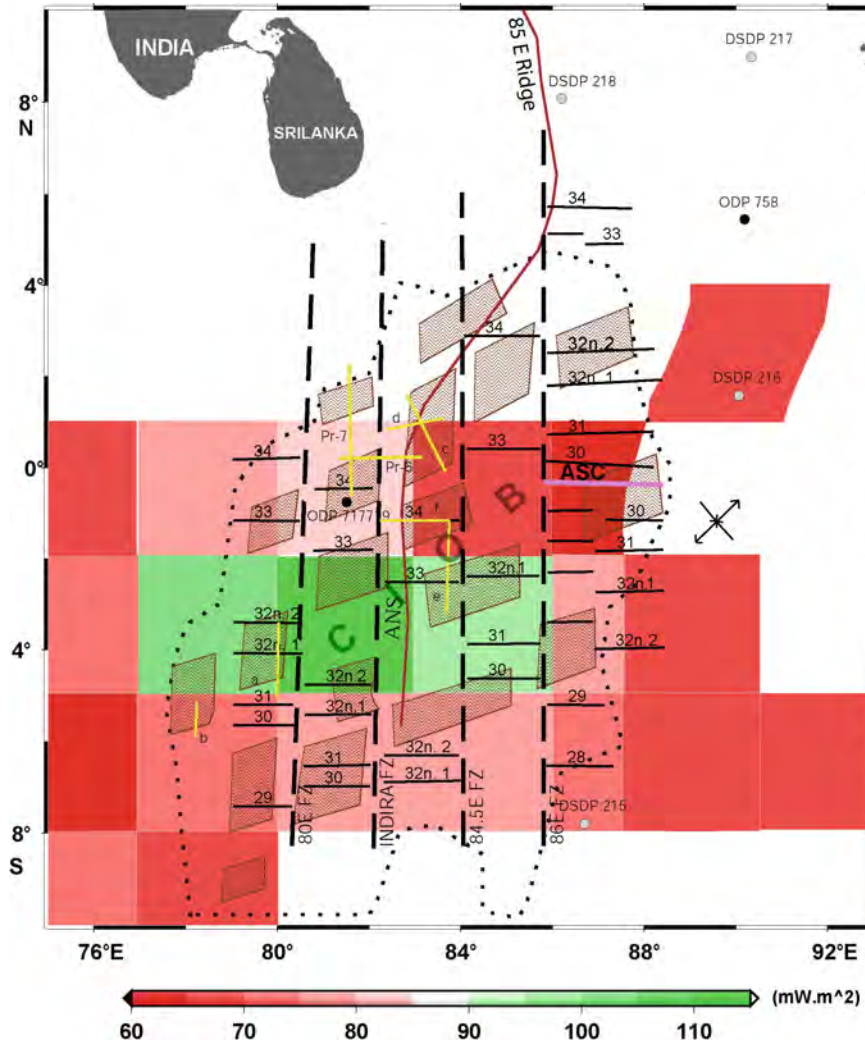 INDIA
85 E Ridge
DSDP 217
DSDP 218
8°
N
SRILANKA
34
ODP 758
33
4°
34
32n.2
32n.1
DSDP 216
Pr-7
d
31
34
33
c
30
0°
Pr-6
ASC
34
B
33
ODP 717719
34
f
30
O
31
33
33
32n.1
e
32n.1
I
32n.2
C
ANS
4°
32n.1
31
32n.2
a
32n.2
30
31
32n.1
29
30
b
32n.2
31
28
30
32n.1
29
80E FZ
INDIRA FZ
84.5E FZ
86E FZ
DSDP 215
8°
S
76°E
80°
84°
88°
92°E
(mW.m^2)
60
70
80
90
100
110